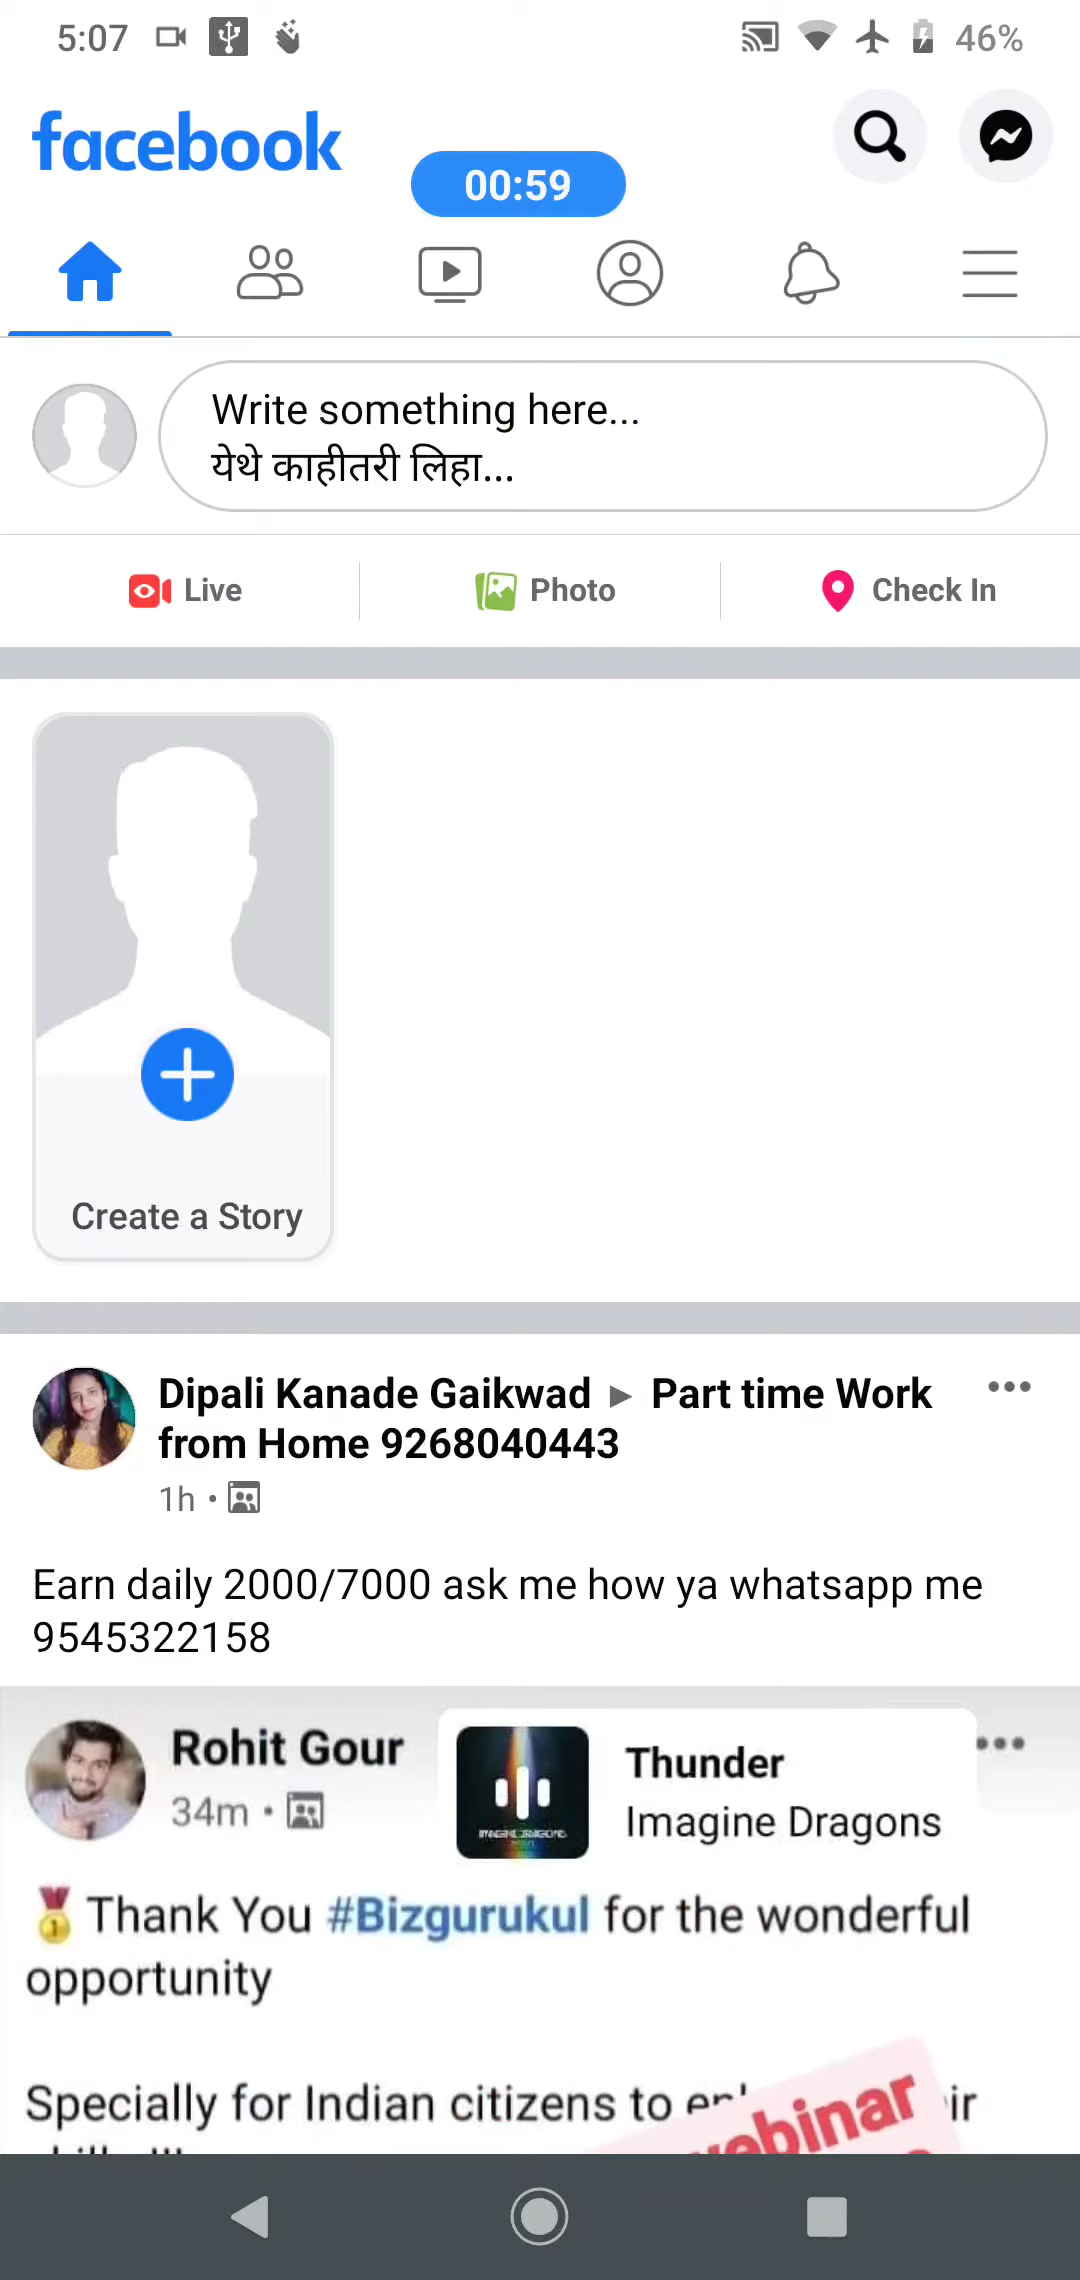 5:07
46%
facebook
00:59
Write something here...
येथे काहीतरी लिहा...
Live
Photo
Check In
Create a Story
Dipali Kanade Gaikwad ▸ Part time Work
from Home 9268040443
1h •
Earn daily 2000/7000 ask me how ya whatsapp me
9545322158
Rohit Gour
34m •
Thunder
IMAGINE DRAGONS
Imagine Dragons
🏅Thank You #Bizgurukul for the wonderful
opportunity
Specially for Indian citizens to